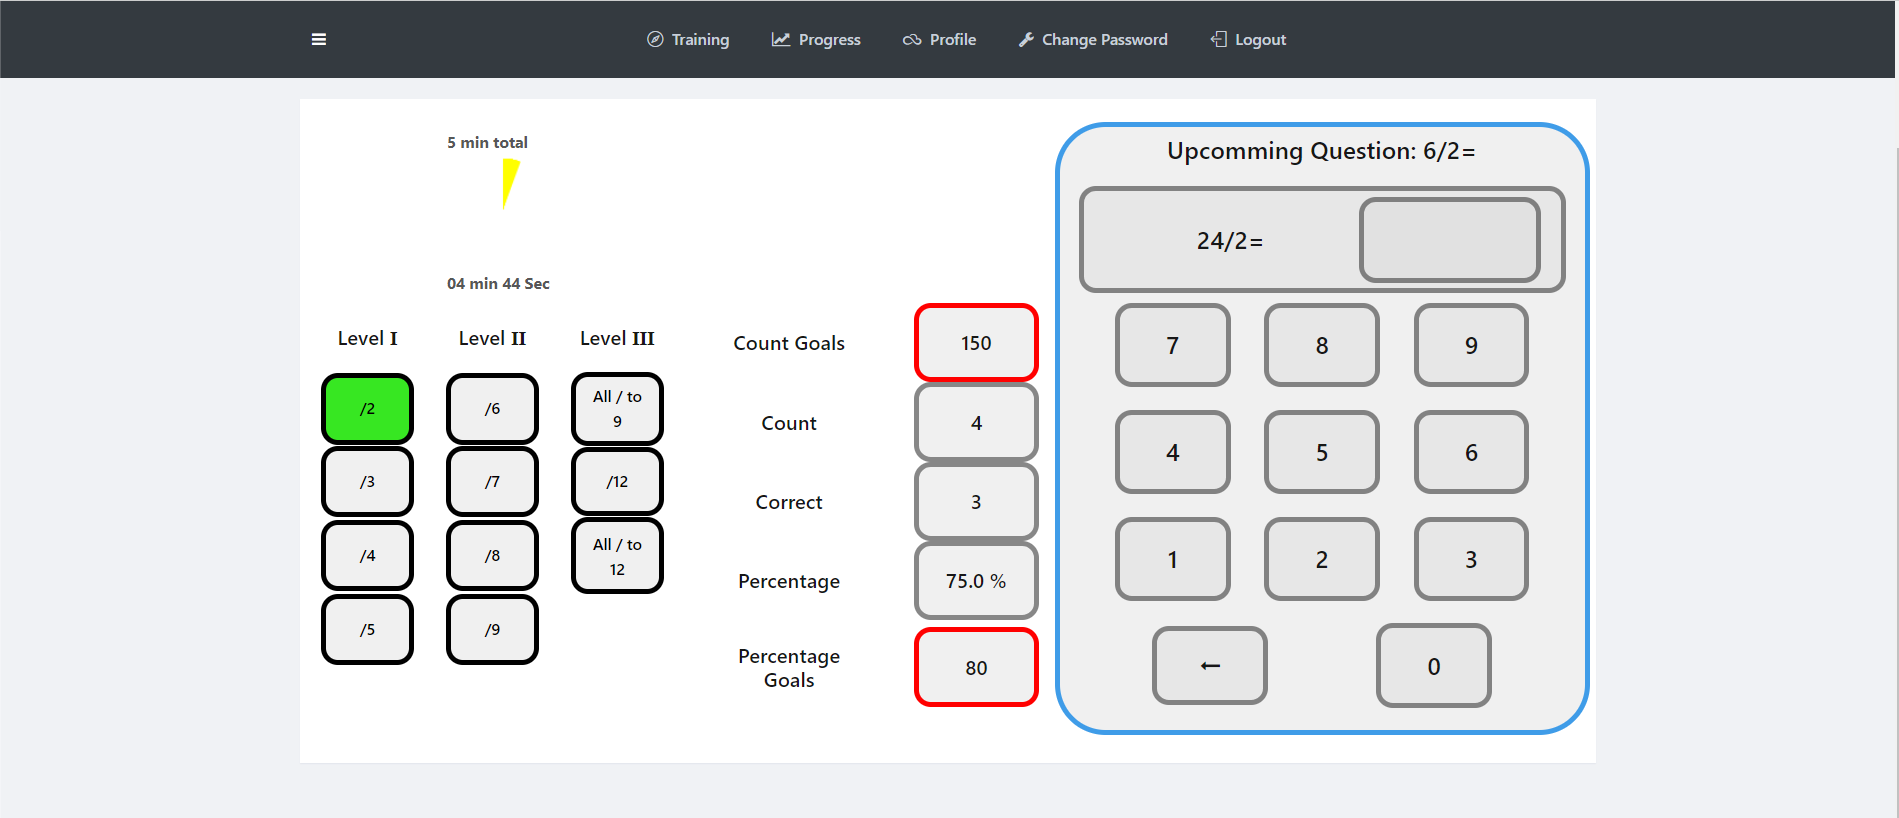 Training
Progress
Profile
Change Password
Logout
5 min total
04 min 44 Sec
Level I
Level II
Level III
/2
/6
All / to
9
/3
/7
/12
/4
/8
All / to
12
/5
/9
Count Goals
150
Count
4
Correct
3
Percentage
75.0 %
Percentage
Goals
80
Upcomming Question: 6/2=
24/2=
7
8
9
4
5
6
1
2
3
←
0